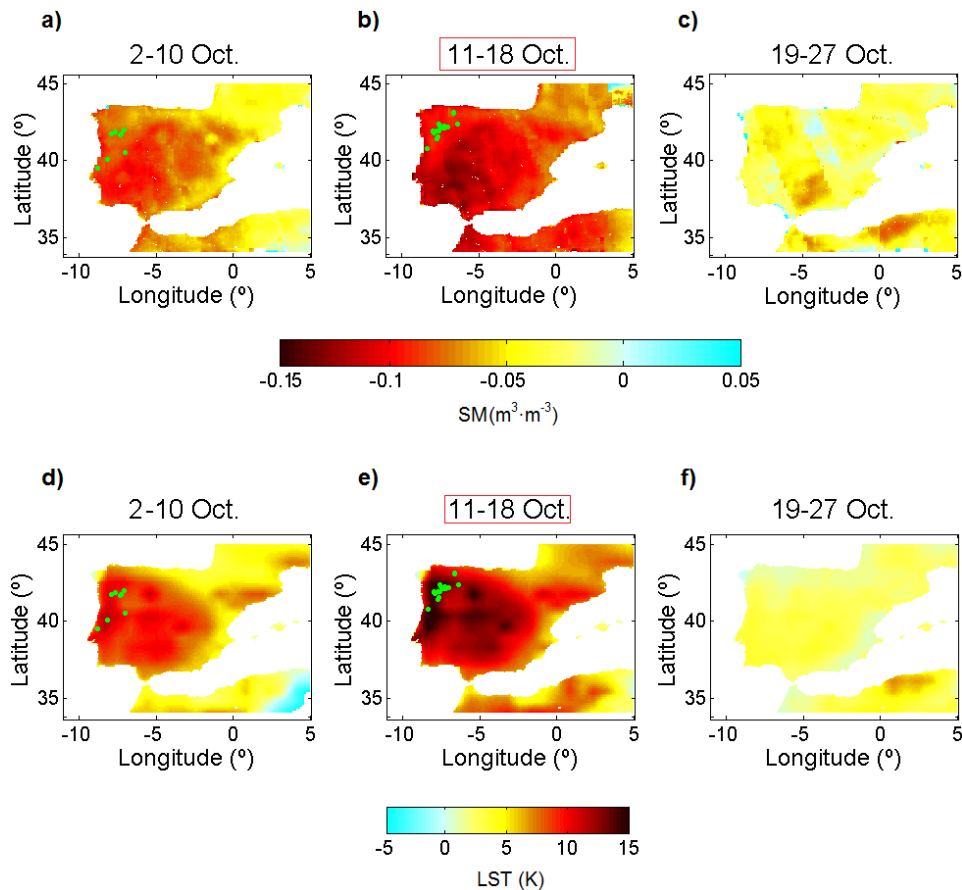 a)
b)
c)
2-10 Oct.
11-18 Oct.
19-27 Oct.
45
40
35
Latitude (º)
-10
-5
0
5
Longitude (º)
45
40
35
Latitude (º)
-10
-5
0
5
Longitude (º)
45
40
35
Latitude (º)
-10
-5
0
5
Longitude (º)
-0.15
-0.1
-0.05
0
0.05
SM(m³·m⁻³)
d)
e)
f)
2-10 Oct.
11-18 Oct.
19-27 Oct.
45
40
35
Latitude (º)
-10
-5
0
5
Longitude (º)
45
40
35
Latitude (º)
-10
-5
0
5
Longitude (º)
45
40
35
Latitude (º)
-10
-5
0
5
Longitude (º)
-5
0
5
10
15
LST (K)